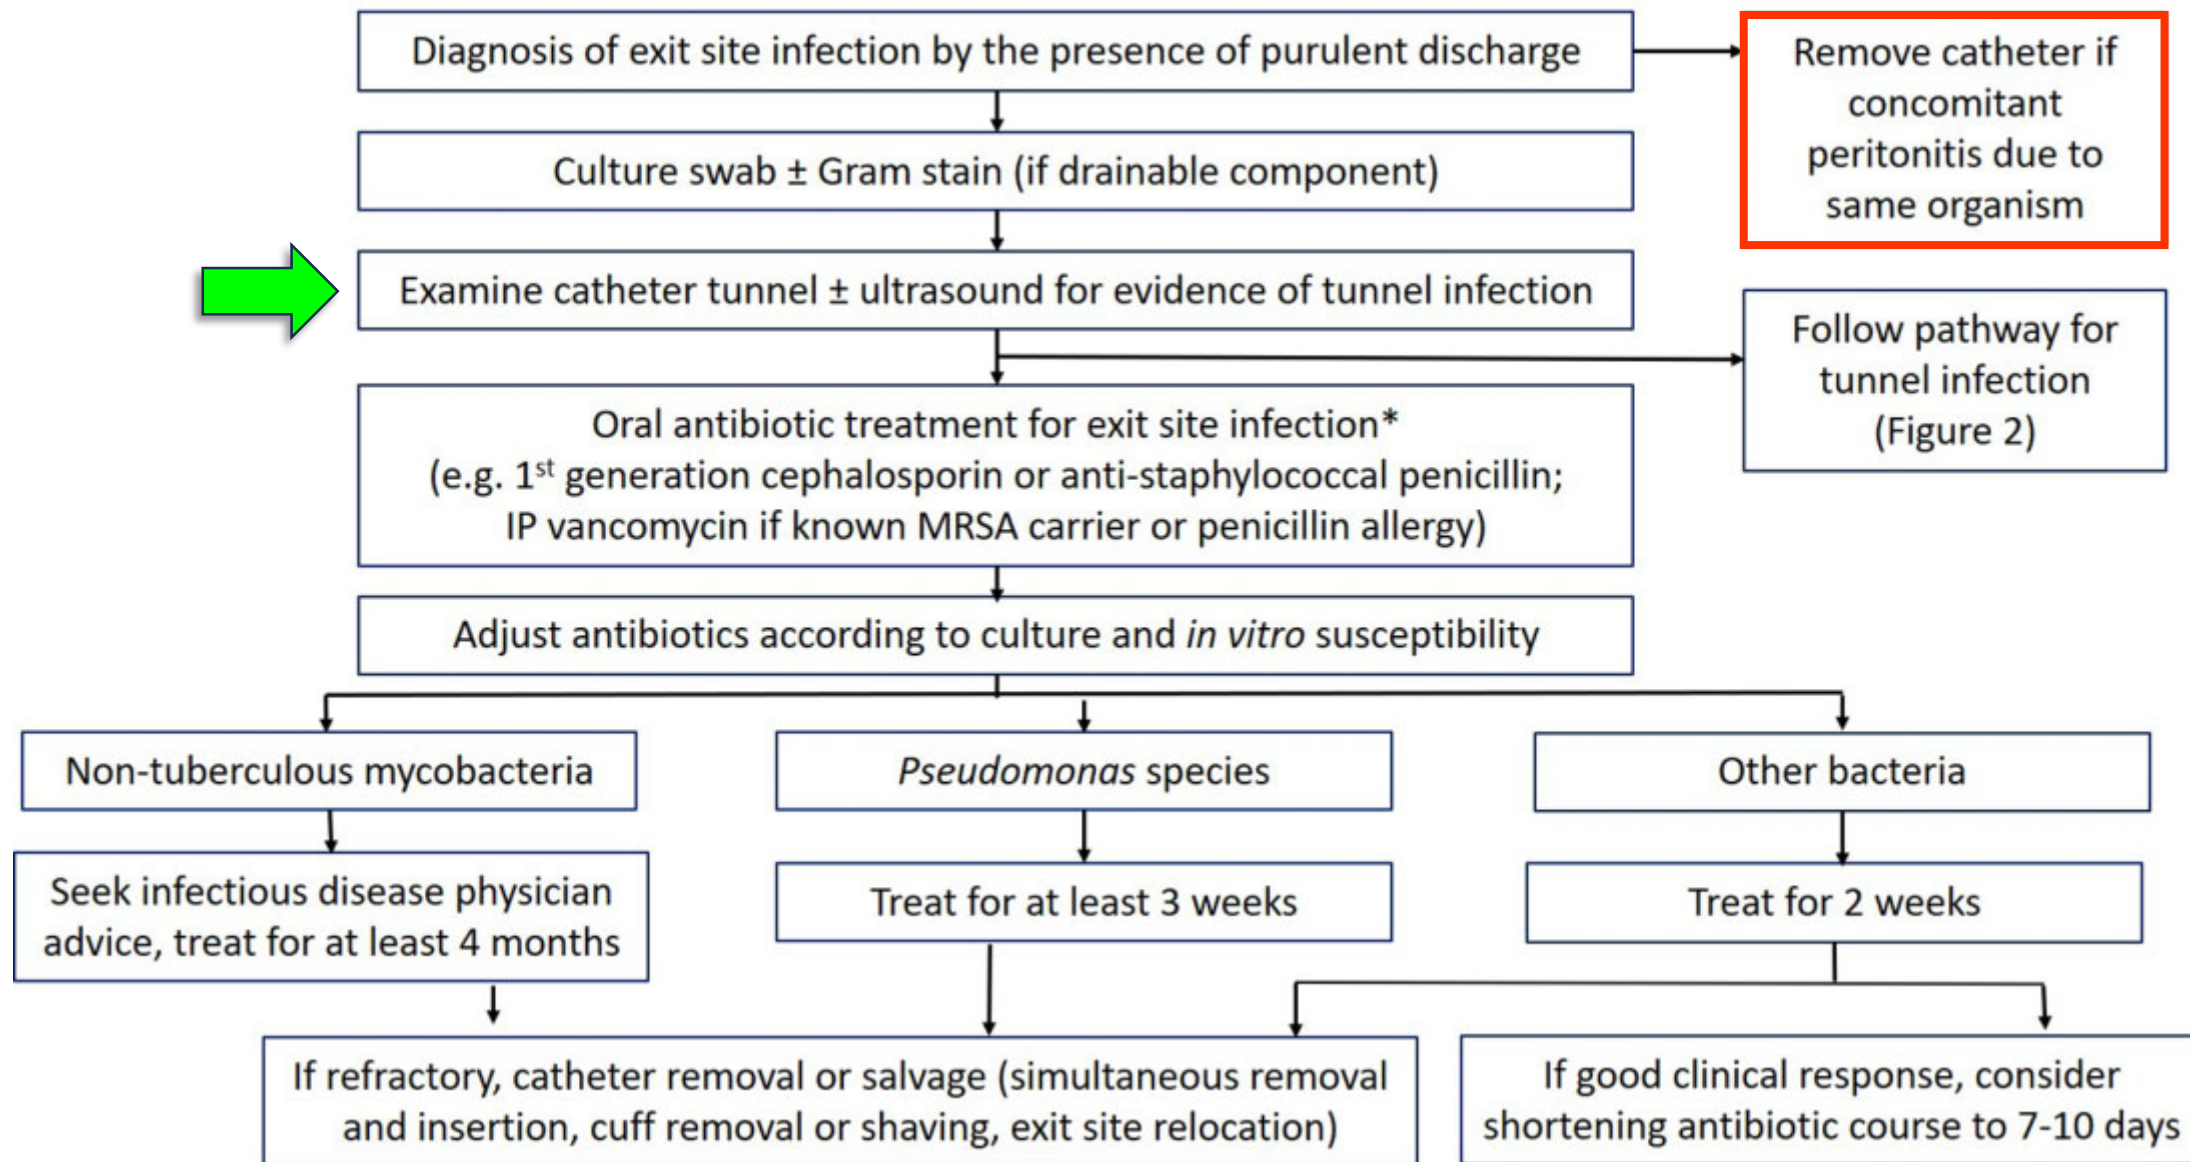 Diagnosis of exit site infection by the presence of purulent discharge
Remove catheter if
concomitant
peritonitis due to
same organism
Culture swab ± Gram stain (if drainable component)
Examine catheter tunnel ± ultrasound for evidence of tunnel infection
Follow pathway for
tunnel infection
(Figure 2)
Oral antibiotic treatment for exit site infection*
(e.g. 1st generation cephalosporin or anti-staphylococcal penicillin;
IP vancomycin if known MRSA carrier or penicillin allergy)
Adjust antibiotics according to culture and in vitro susceptibility
Non-tuberculous mycobacteria
Pseudomonas species
Other bacteria
Seek infectious disease physician
advice, treat for at least 4 months
Treat for at least 3 weeks
Treat for 2 weeks
If refractory, catheter removal or salvage (simultaneous removal
and insertion, cuff removal or shaving, exit site relocation)
If good clinical response, consider
shortening antibiotic course to 7-10 days